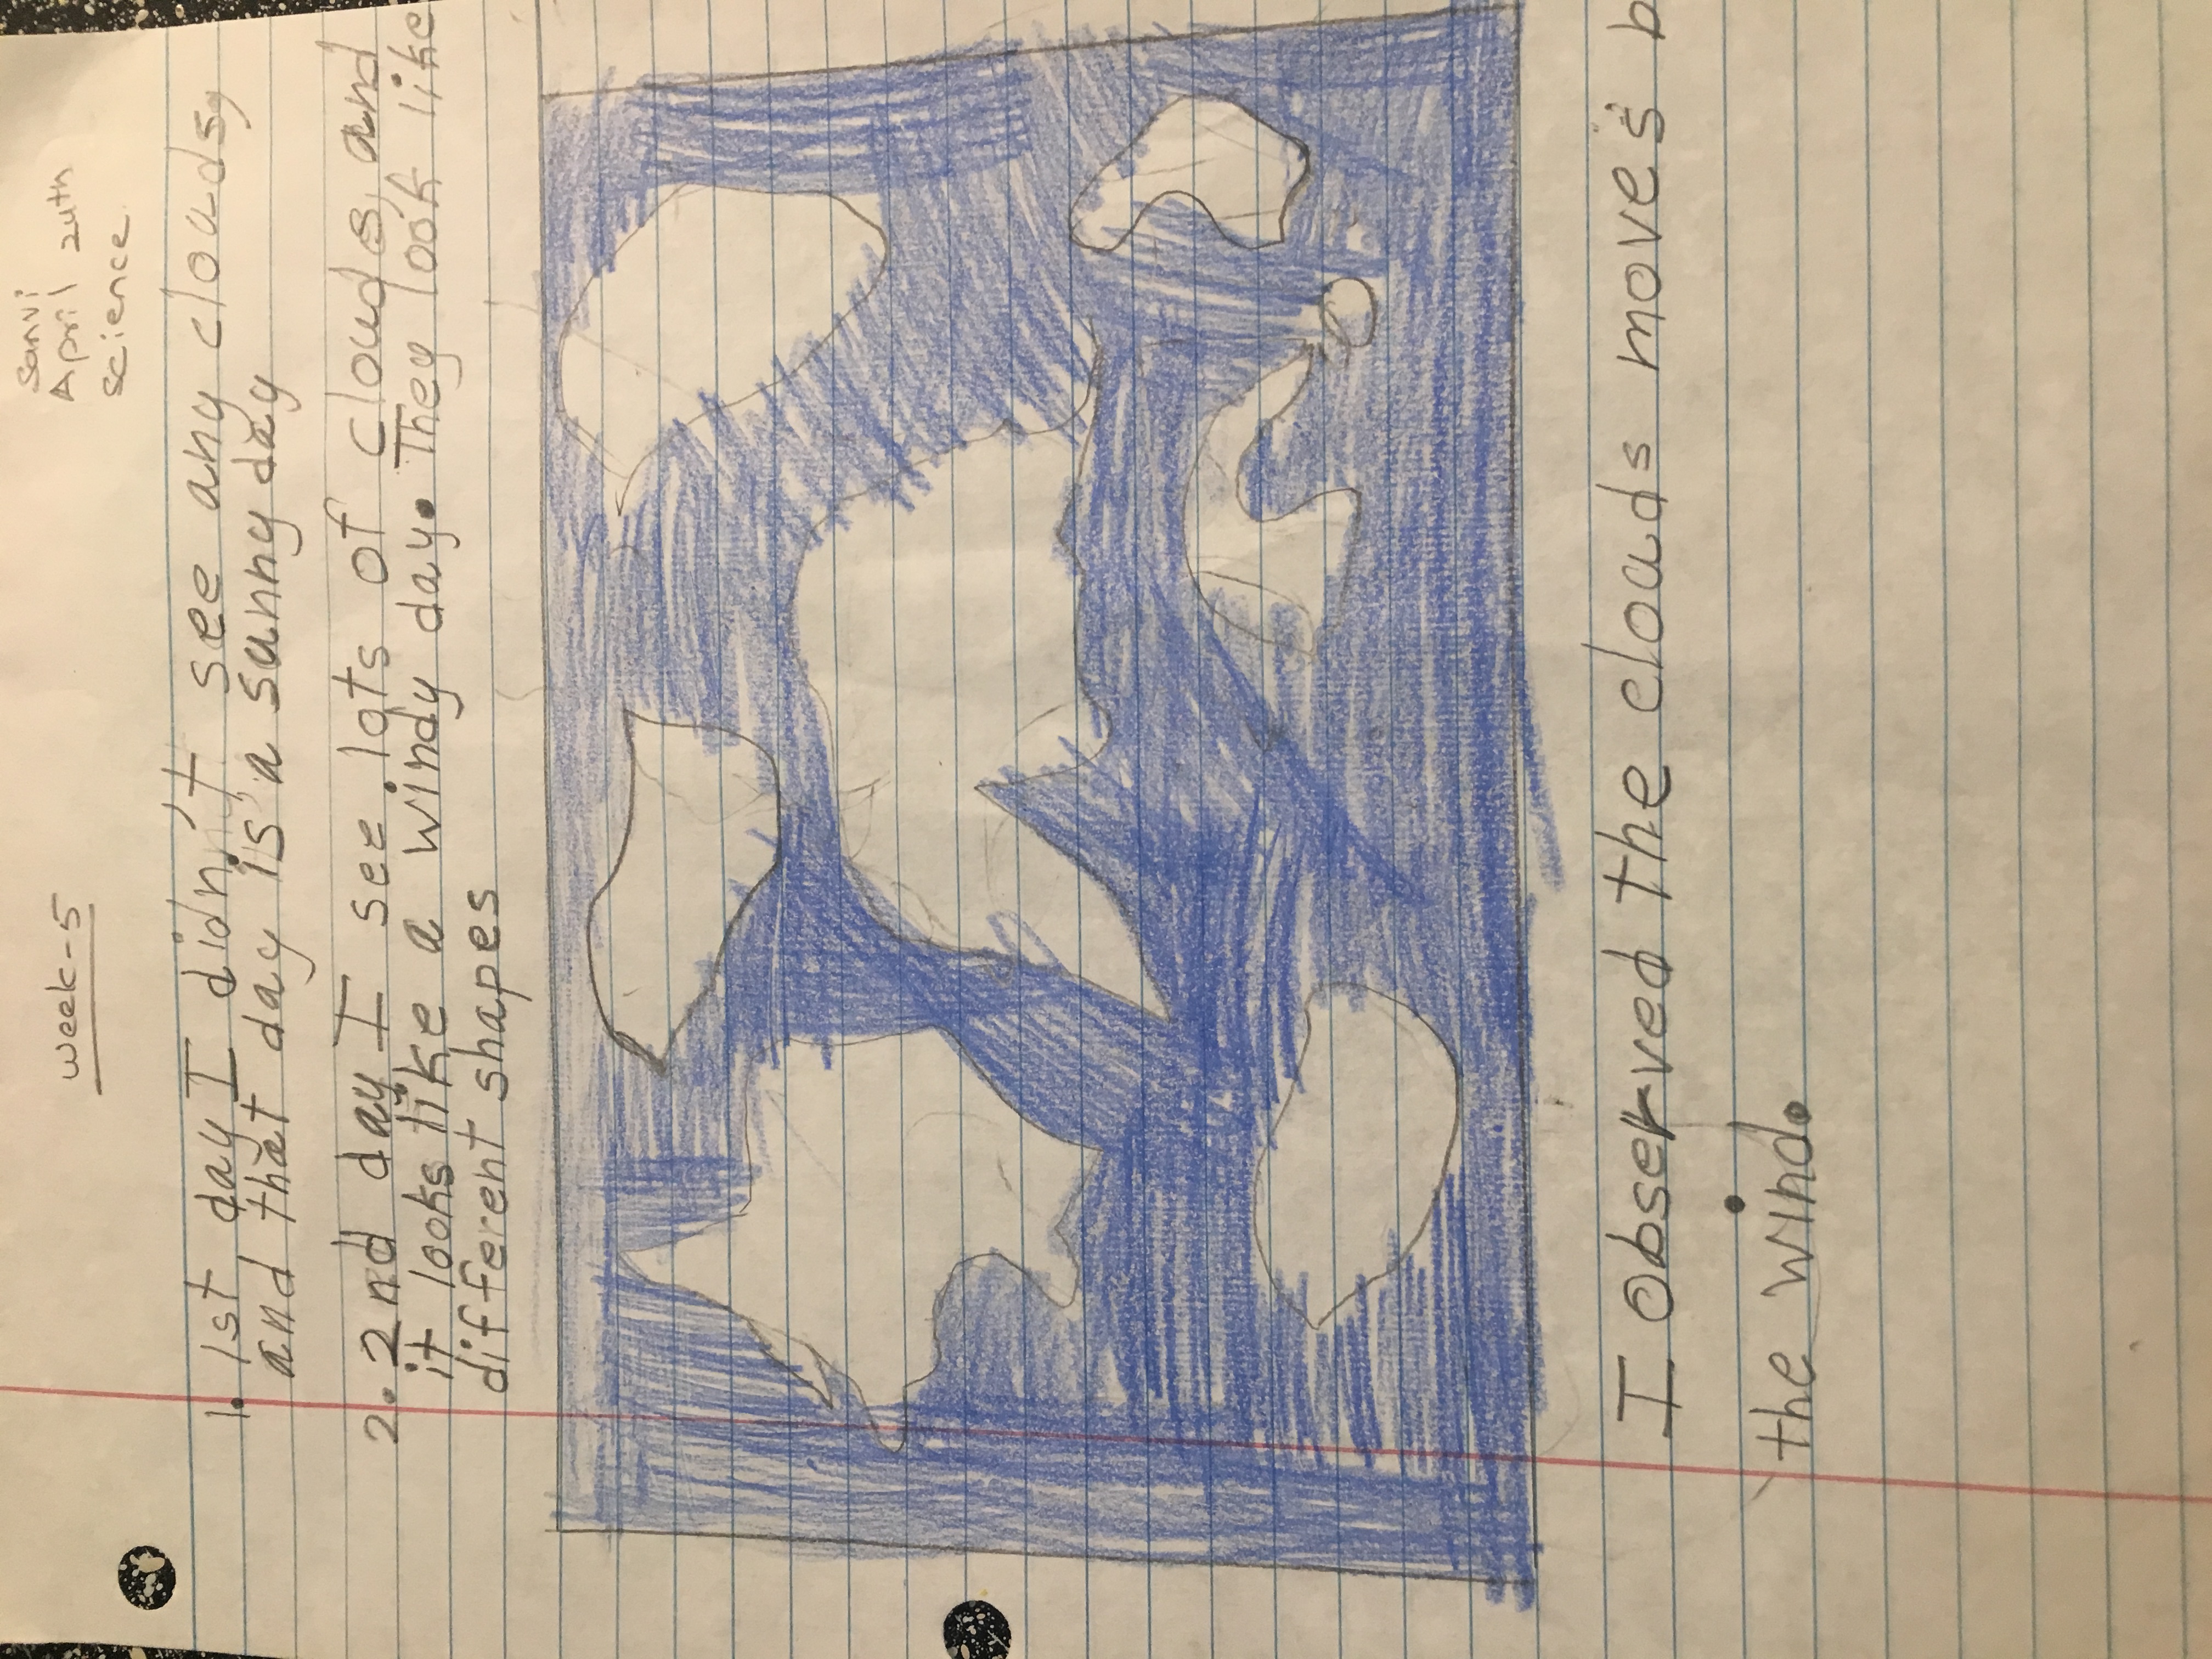 week-5
Sanvi
April 24th
science
1. 1st day I didn't see any clouds,
and that day is a sunny day
2. 2nd day I see lots of clouds, and
it looks like a windy day. They look like
different shapes
I observed the clouds moves b
the wind.